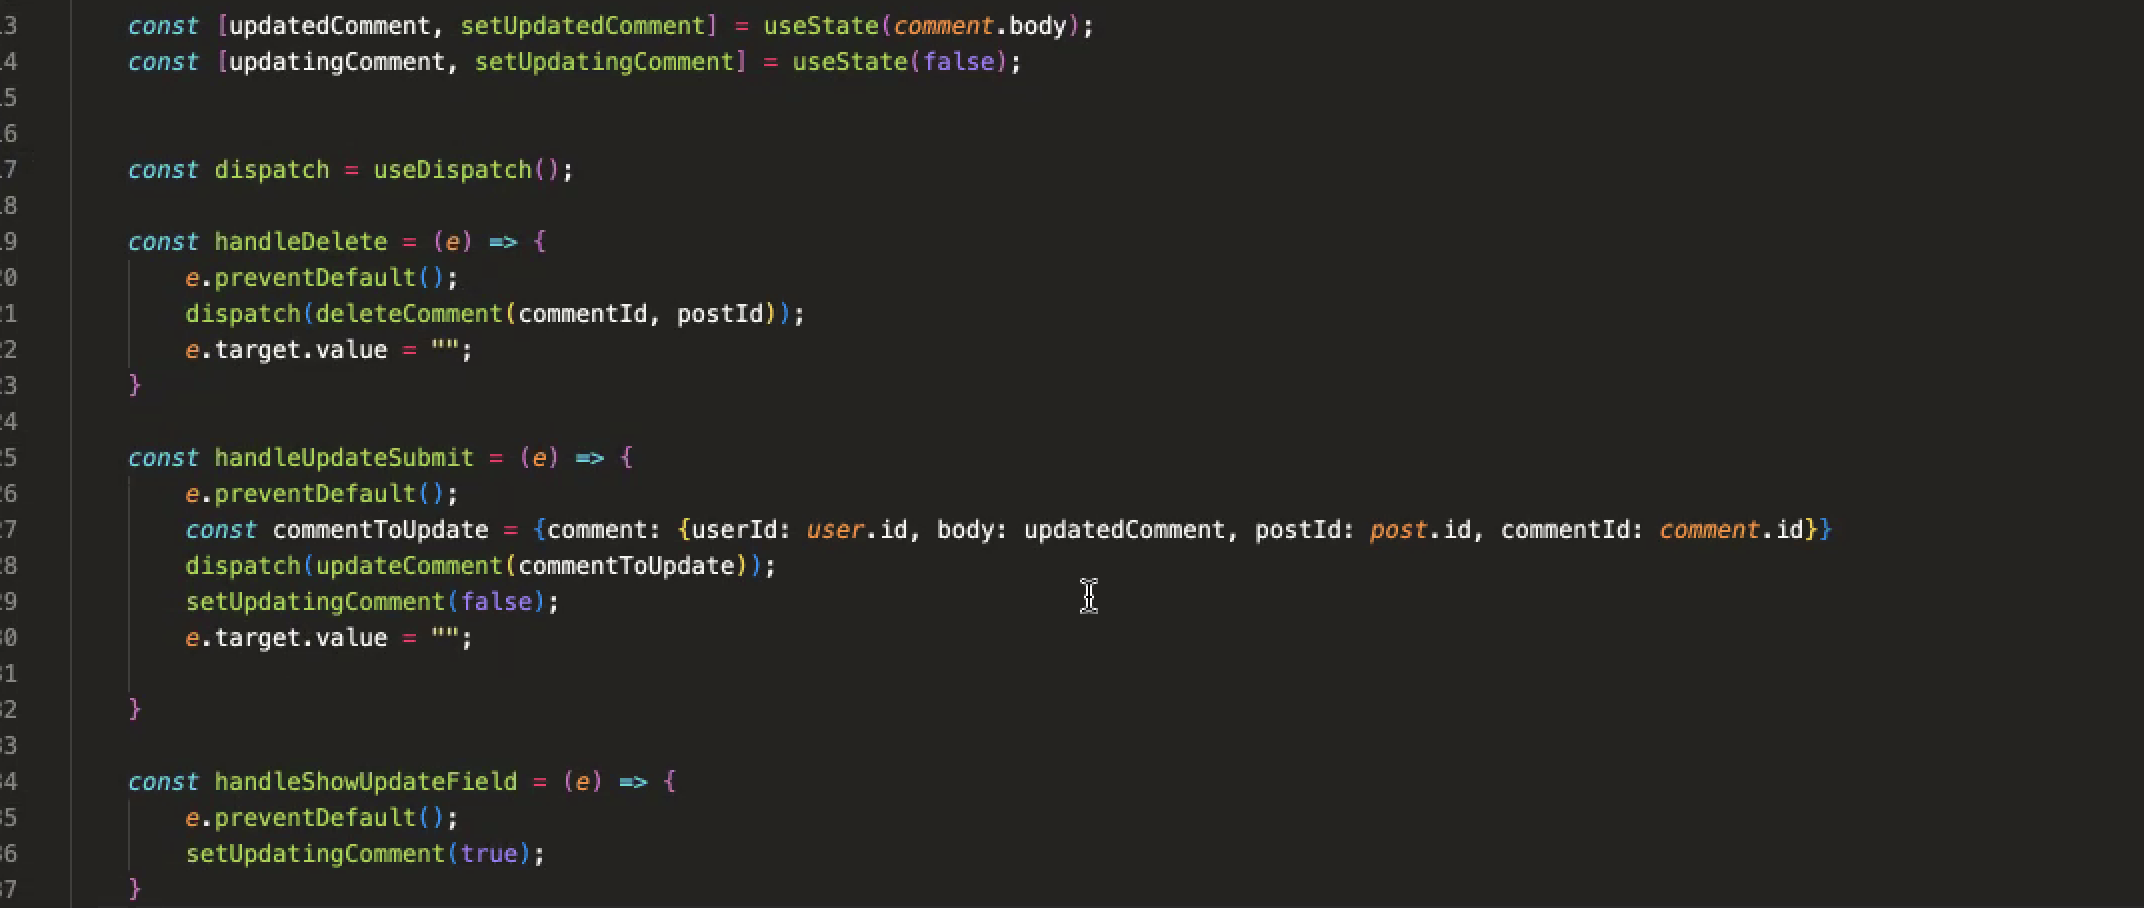 3 const [updatedComment, setUpdatedComment] = useState(comment.body);
4 const [updatingComment, setUpdatingComment] = useState(false);
5
6
7 const dispatch = useDispatch();
8
9 const handleDelete = (e) => {
0 e.preventDefault();
1 dispatch(deleteComment(commentId, postId));
2 e.target.value = "";
3 }
4
5 const handleUpdateSubmit = (e) => {
6 e.preventDefault();
7 const commentToUpdate = {comment: {userId: user.id, body: updatedComment, postId: post.id, commentId: comment.id}}
8 dispatch(updateComment(commentToUpdate));
9 setUpdatingComment(false);
0 e.target.value = "";
1
2 }
3
4 const handleShowUpdateField = (e) => {
5 e.preventDefault();
6 setUpdatingComment(true);
7 }